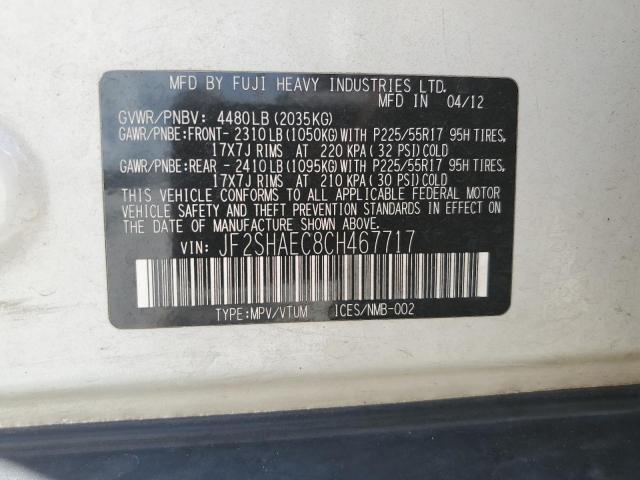 MFD BY FUJI HEAVY INDUSTRIES LTD.
MFD IN 04/12
GVWR/PNBV: 4480LB (2035KG)
GAWR/PNBE:FRONT- 2310LB(1050KG)WITH P225/55R17 95H TIRES,
17X7J RIMS AT 220 KPA (32 PSI)COLD
GAWR/PNBE:REAR - 2410LB(1095KG)WITH P225/55R17 95H TIRES,
17X7J RIMS AT 210 KPA (30 PSI)COLD
THIS VEHICLE CONFORMS TO ALL APPLICABLE FEDERAL MOTOR
VEHICLE SAFETY AND THEFT PREVENTION STANDARDS IN EFFECT
ON THE DATE OF MANUFACTURE SHOWN ABOVE.
VIN: JF2SHAEC8CH467717
TYPE:MPV/VTUM ICES/NMB-002